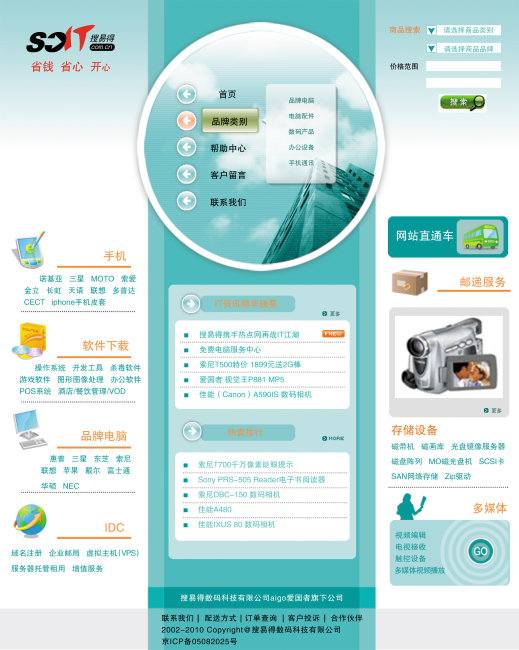 SOIT 搜易得
com.cn
省钱 省心 开心
商品搜索 请选择商品类别
请选择商品品牌
价格范围
搜索
首页
品牌类别
帮助中心
客户留言
联系我们
品牌电脑
电脑配件
数码产品
办公设备
手机通讯
网站直通车
手机
诺基亚 三星 MOTO 索爱
金立 长虹 天语 联想 多普达
CECT iphone手机皮套
软件下载
操作系统 开发工具 杀毒软件
游戏软件 图形图像处理 办公软件
POS系统 酒店/餐饮管理/VOD
品牌电脑
惠普 三星 东芝 索尼
联想 苹果 戴尔 富士通
华硕 NEC
IDC
域名注册 企业邮局 虚拟主机(VPS)
服务器托管租用 增值服务
IT资讯精华摘客
更多
搜易得携手热点网再战IT江湖 NEW
免费电脑服务中心
索尼T500特价 1899元送2G棒
爱国者 视觉王P881 MP5
佳能（Canon）A590IS 数码相机
热卖排行
MORE
索尼T700千万像素眨眼提示
Sony PRS-505 Reader电子书阅读器
索尼DBC-150 数码相机
佳能A480
佳能IXUS 80 数码相机
邮递服务
更多
存储设备
磁带机 磁画库 光盘镜像服务器
磁盘阵列 MO磁光盘机 SCSI卡
SAN网络存储 Zip驱动
多媒体
视频编辑
电视接收
触控设备
多媒体视频播放
GO
搜易得数码科技有限公司aigo爱国者旗下公司
联系我们 | 配送方式 | 订单查询 | 客户投诉 | 合作伙伴
2002-2010 Copyright@搜易得数码科技有限公司
京ICP备05082025号